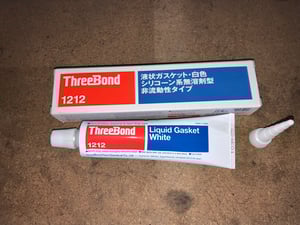 ThreeBond
1212
液状ガスケット・白色
シリコーン系無溶剤型
非流動性タイプ
ThreeBond
1212
Liquid Gasket
White